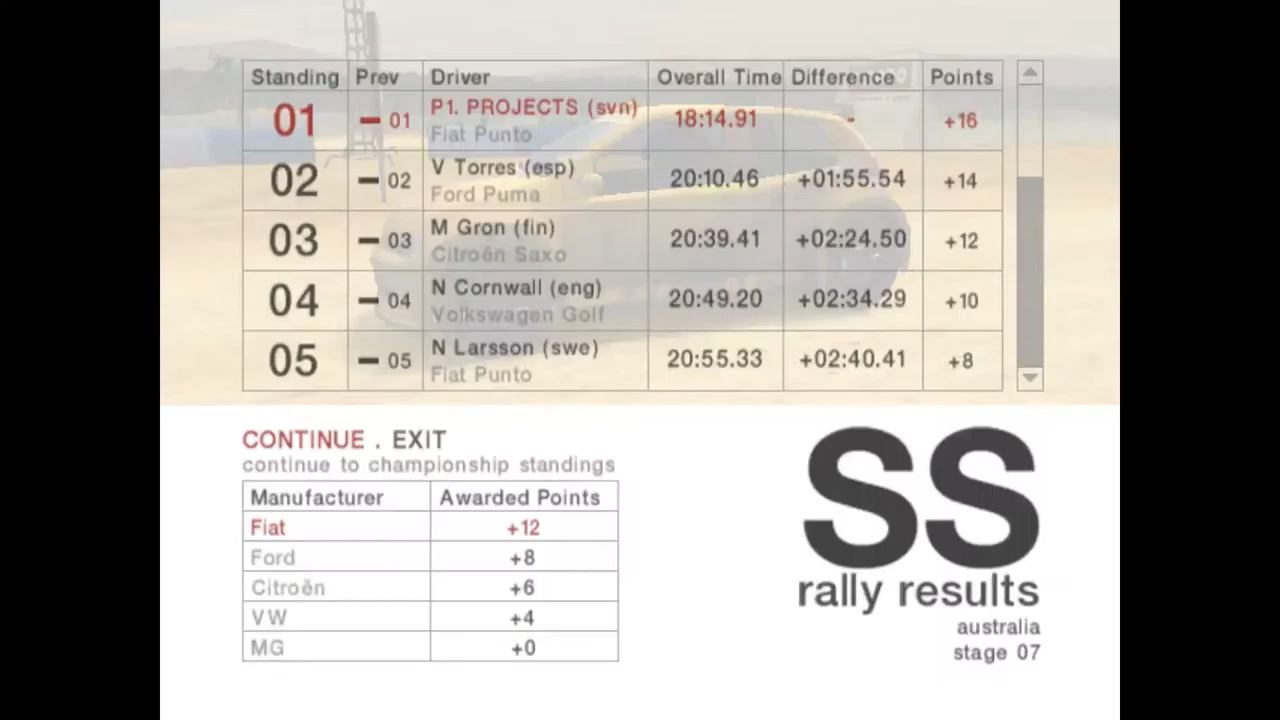 Standing Prev Driver Overall Time Difference Points
01 – 01 P1. PROJECTS (svn) Fiat Punto 18:14.91 - +16
02 – 02 V Torres (esp) Ford Puma 20:10.46 +01:55.54 +14
03 – 03 M Gron (fin) Citroën Saxo 20:39.41 +02:24.50 +12
04 – 04 N Cornwall (eng) Volkswagen Golf 20:49.20 +02:34.29 +10
05 – 05 N Larsson (swe) Fiat Punto 20:55.33 +02:40.41 +8
CONTINUE . EXIT
continue to championship standings
Manufacturer Awarded Points
Fiat +12
Ford +8
Citroën +6
VW +4
MG +0
SS
rally results
australia
stage 07